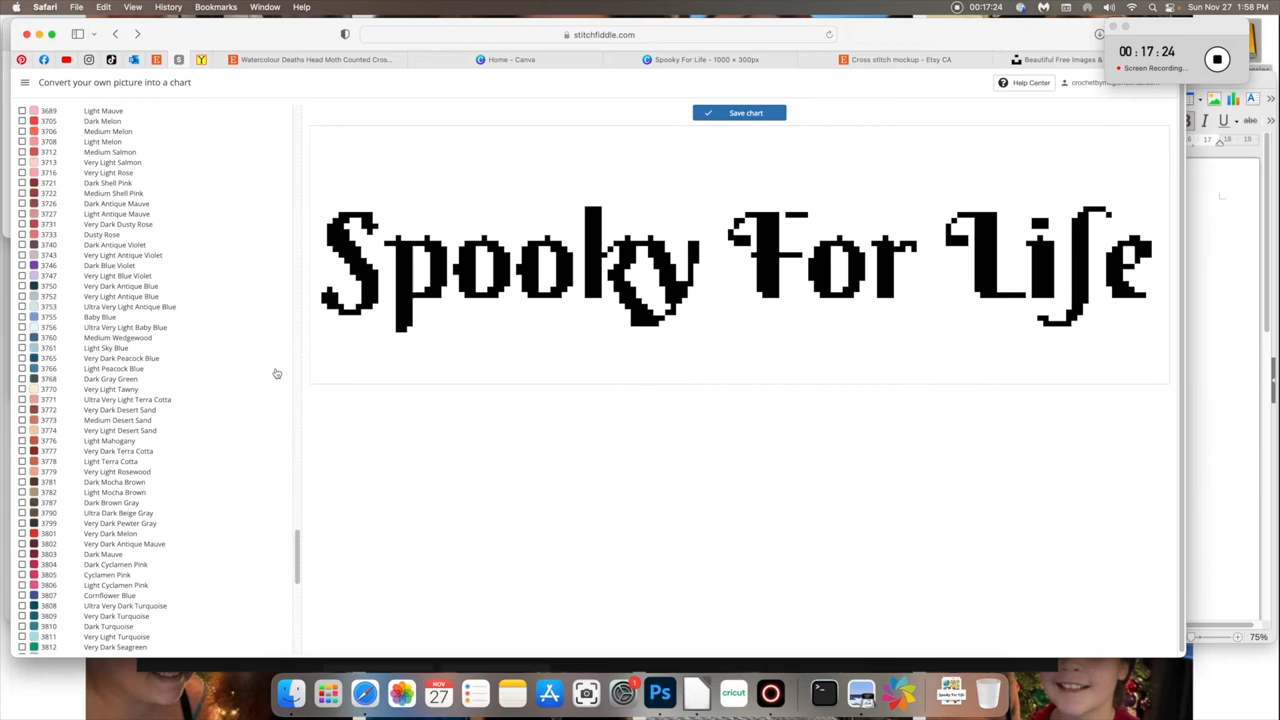 Safari File Edit View History Bookmarks Window Help 00:17:24 Sun Nov 27 1:58 PM
stitchfiddle.com
Watercolour Deaths Head Moth Counted Cros... Home - Canva Spooky For Life - 1000 × 300px Cross stitch mockup - Etsy CA Beautiful Free Images &
00 : 17 : 24
Screen Recording...
Convert your own picture into a chart Help Center
Save chart
3689 Light Mauve
3705 Dark Melon
3706 Medium Melon
3708 Light Melon
3712 Medium Salmon
3713 Very Light Salmon
3716 Very Light Rose
3721 Dark Shell Pink
3722 Medium Shell Pink
3726 Dark Antique Mauve
3727 Light Antique Mauve
3731 Very Dark Dusty Rose
3733 Dusty Rose
3740 Dark Antique Violet
3743 Very Light Antique Violet
3746 Dark Blue Violet
3747 Very Light Blue Violet
3750 Very Dark Antique Blue
3752 Very Light Antique Blue
3753 Ultra Very Light Antique Blue
3755 Baby Blue
3756 Ultra Very Light Baby Blue
3760 Medium Wedgewood
3761 Light Sky Blue
3765 Very Dark Peacock Blue
3766 Light Peacock Blue
3768 Dark Gray Green
3770 Very Light Tawny
3771 Ultra Very Light Terra Cotta
3772 Very Dark Desert Sand
3773 Medium Desert Sand
3774 Very Light Desert Sand
3776 Light Mahogany
3777 Very Dark Terra Cotta
3778 Light Terra Cotta
3779 Very Light Rosewood
3781 Dark Mocha Brown
3782 Light Mocha Brown
3787 Dark Brown Gray
3790 Ultra Dark Beige Gray
3799 Very Dark Pewter Gray
3801 Very Dark Melon
3802 Very Dark Antique Mauve
3803 Dark Mauve
3804 Dark Cyclamen Pink
3805 Cyclamen Pink
3806 Light Cyclamen Pink
3807 Cornflower Blue
3808 Ultra Very Dark Turquoise
3809 Very Dark Turquoise
3810 Dark Turquoise
3811 Very Light Turquoise
3812 Very Dark Seagreen
Spooky For Life
I U abc
17 18 19
75%
NOV
27
1
Ps
cricut